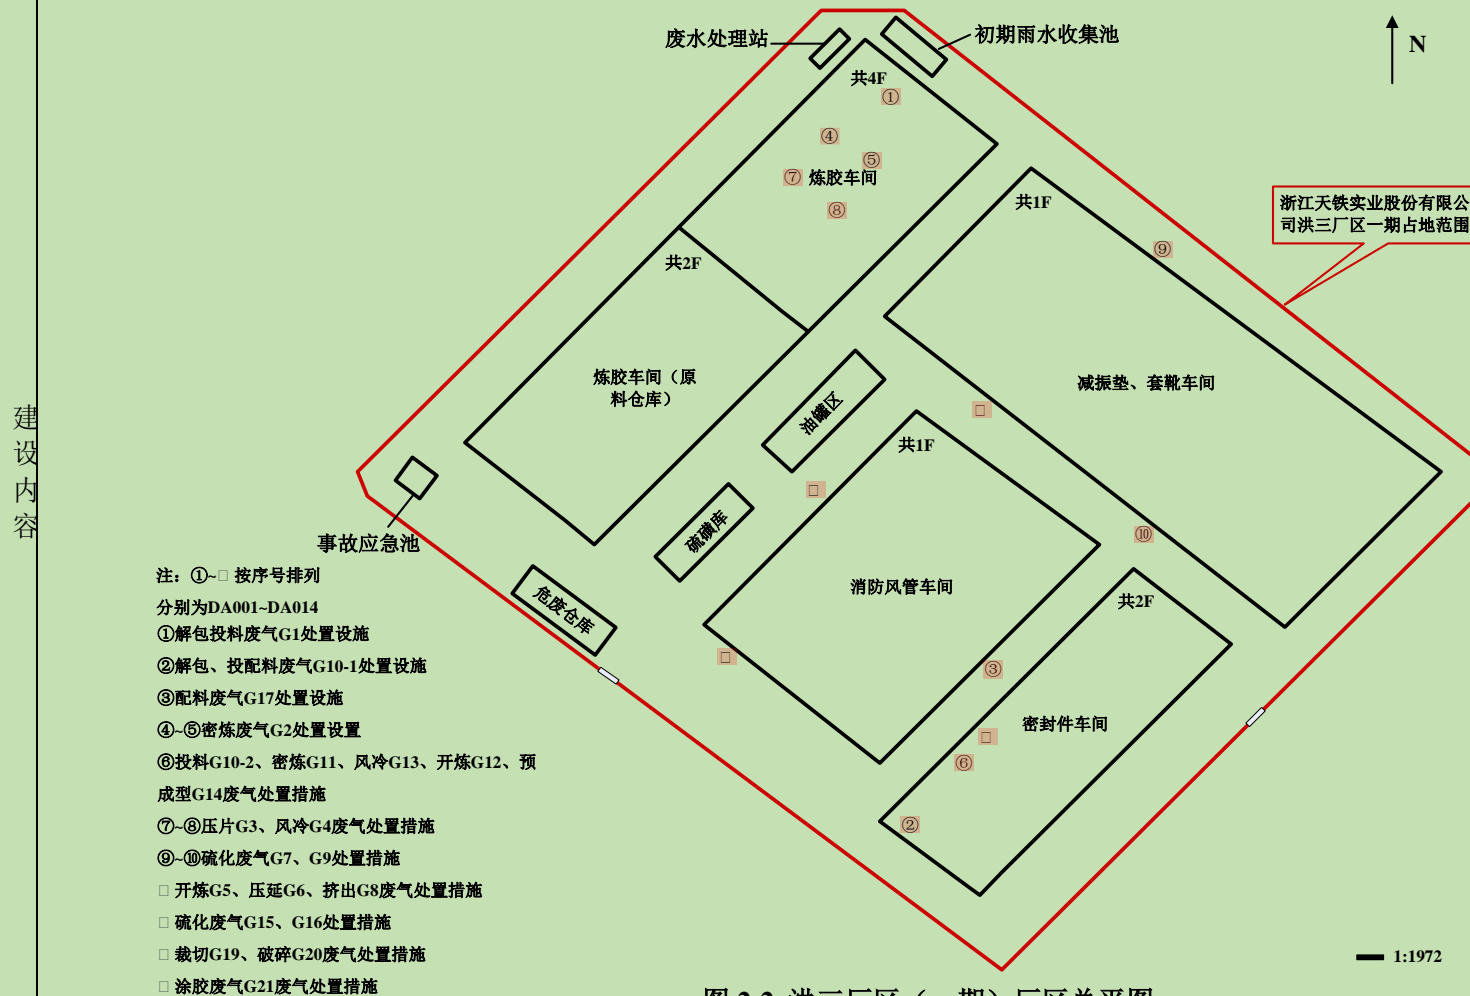 废水处理站
初期雨水收集池
N
共4F
①
④
⑤
⑦ 炼胶车间
⑧
共1F
⑨
浙江天铁实业股份有限公
司洪三厂区一期占地范围
共2F
炼胶车间（原
料仓库）
减振垫、套靴车间
油罐区
□
共1F
□
硫磺库
⑩
建
设
内
容
事故应急池
危废仓库
消防风管车间
共2F
□
③
密封件车间
□
⑥
②
注：①~□ 按序号排列
分别为DA001~DA014
①解包投料废气G1处置设施
②解包、投配料废气G10-1处置设施
③配料废气G17处置设施
④~⑤密炼废气G2处置设置
⑥投料G10-2、密炼G11、风冷G13、开炼G12、预
成型G14废气处置措施
⑦~⑧压片G3、风冷G4废气处置措施
⑨~⑩硫化废气G7、G9处置措施
□ 开炼G5、压延G6、挤出G8废气处置措施
□ 硫化废气G15、G16处置措施
□ 裁切G19、破碎G20废气处置措施
□ 涂胶废气G21废气处置措施
1:1972